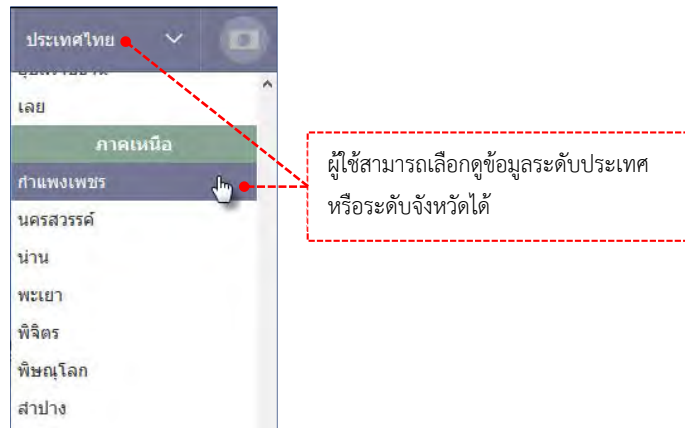 ประเทศไทย
เลย
ภาคเหนือ
กำแพงเพชร
นครสวรรค์
น่าน
พะเยา
พิจิตร
พิษณุโลก
ลำปาง
ผู้ใช้สามารถเลือกดูข้อมูลระดับประเทศ
หรือระดับจังหวัดได้